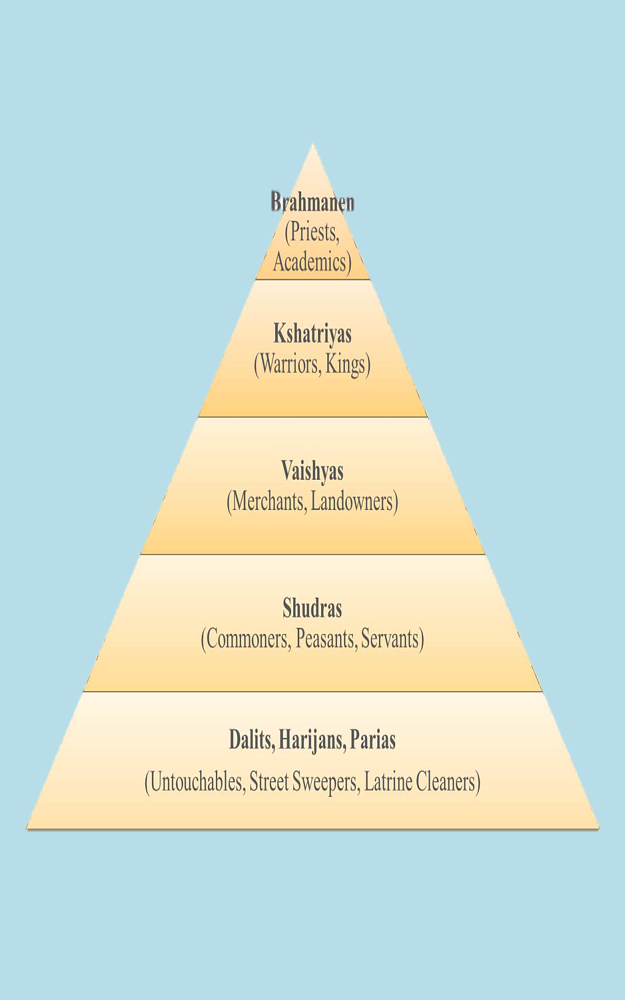 Brahmanen
(Priests,
Academics)
Kshatriyas
(Warriors, Kings)
Vaishyas
(Merchants, Landowners)
Shudras
(Commoners, Peasants, Servants)
Dalits, Harijans, Parias
(Untouchables, Street Sweepers, Latrine Cleaners)